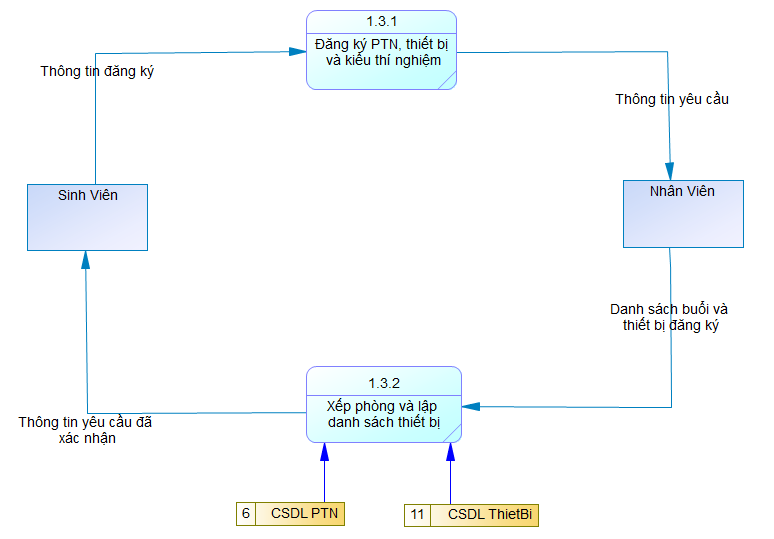 1.3.1
Đăng ký PTN, thiết bị
và kiểu thí nghiệm
Thông tin đăng ký
Thông tin yêu cầu
Sinh Viên
Nhân Viên
Danh sách buổi và
thiết bị đăng ký
1.3.2
Xếp phòng và lập
danh sách thiết bị
Thông tin yêu cầu đã
xác nhận
6 CSDL PTN
11 CSDL ThietBi